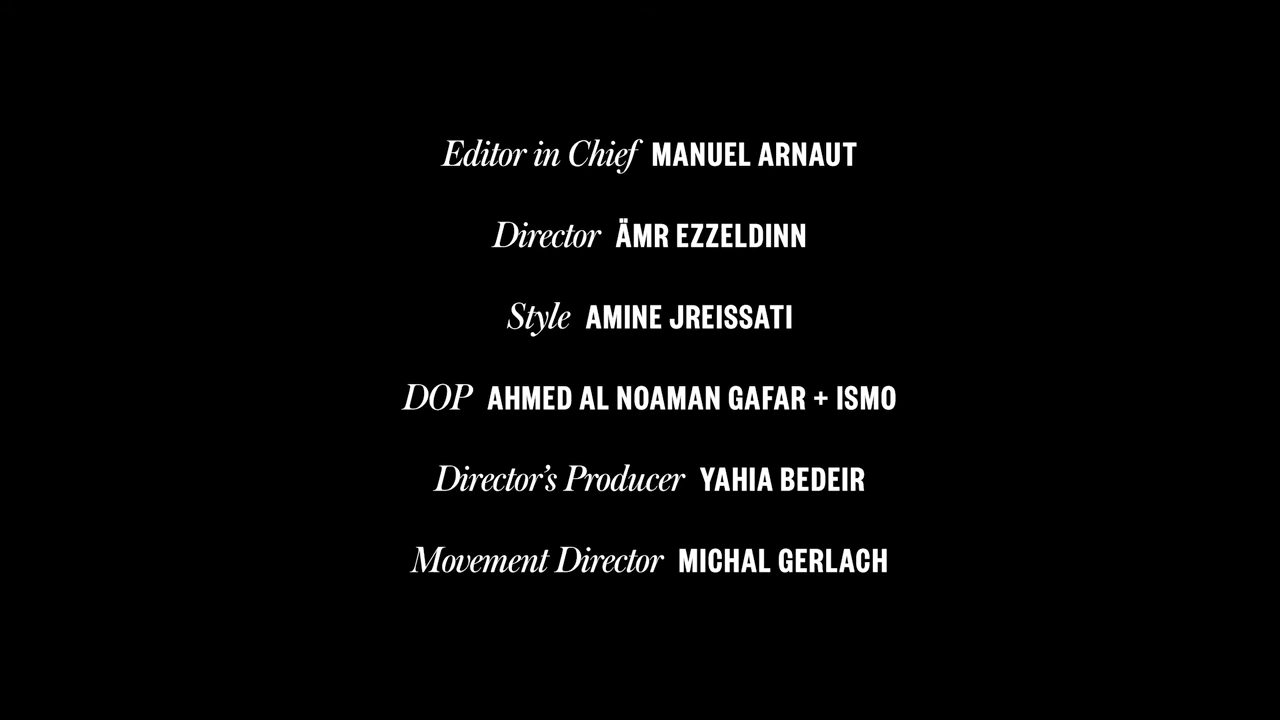 Editor in Chief MANUEL ARNAUT
Director ÄMR EZZELDINN
Style AMINE JREISSATI
DOP AHMED AL NOAMAN GAFAR + ISMO
Director’s Producer YAHIA BEDEIR
Movement Director MICHAL GERLACH